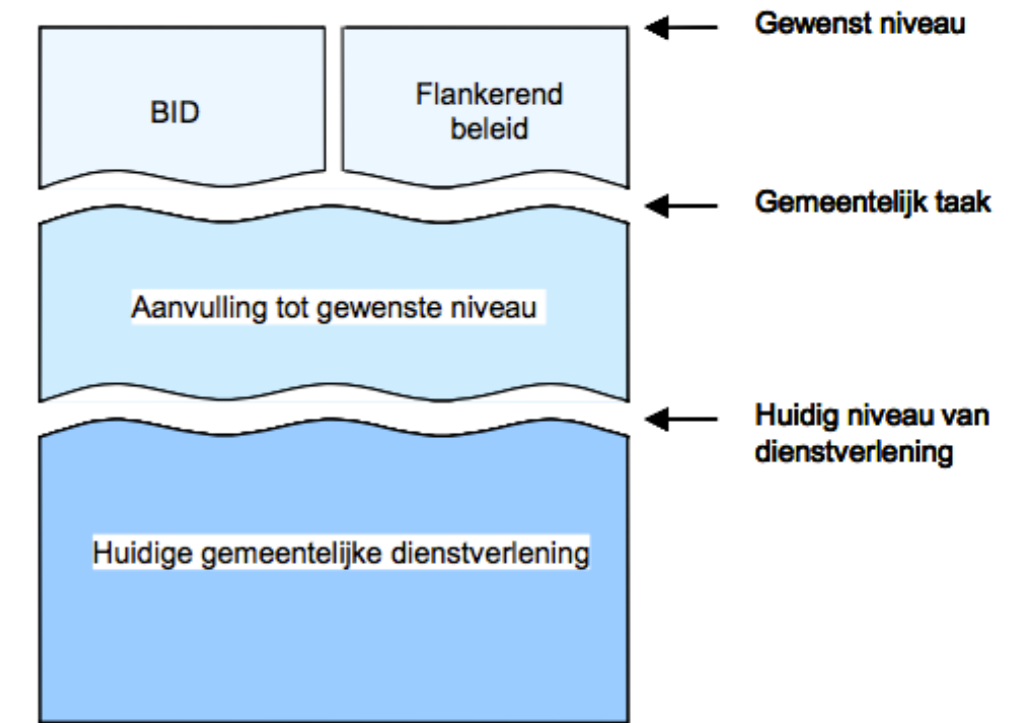 Gewenst niveau
BID
Flankerend
beleid
Gemeentelijk taak
Aanvulling tot gewenste niveau
Huidig niveau van
dienstverlening
Huidige gemeentelijke dienstverlening